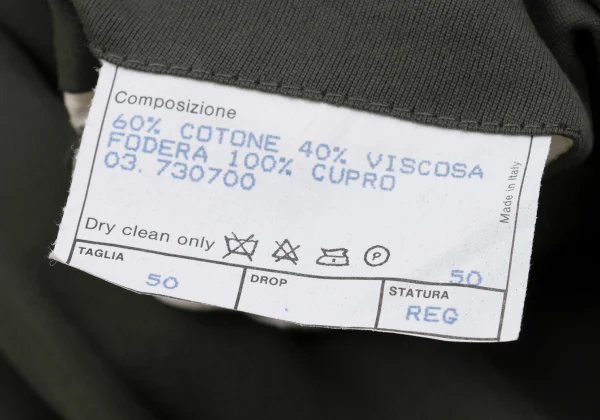 Composizione
60% COTONE 40% VISCOSA
FODERA 100% CUPRO
03. 730700
Made in Italy
Dry clean only
P
50
TAGLIA
50
DROP
STATURA
REG